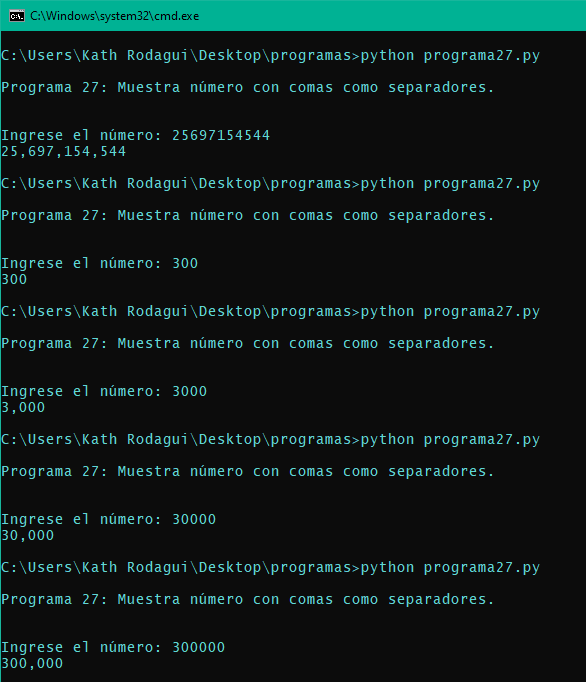 C:\Windows\system32\cmd.exe
C:\Users\Kath Rodagui\Desktop\programas>python programa27.py
Programa 27: Muestra número con comas como separadores.
Ingrese el número: 25697154544
25,697,154,544
C:\Users\Kath Rodagui\Desktop\programas>python programa27.py
Programa 27: Muestra número con comas como separadores.
Ingrese el número: 300
300
C:\Users\Kath Rodagui\Desktop\programas>python programa27.py
Programa 27: Muestra número con comas como separadores.
Ingrese el número: 3000
3,000
C:\Users\Kath Rodagui\Desktop\programas>python programa27.py
Programa 27: Muestra número con comas como separadores.
Ingrese el número: 30000
30,000
C:\Users\Kath Rodagui\Desktop\programas>python programa27.py
Programa 27: Muestra número con comas como separadores.
Ingrese el número: 300000
300,000